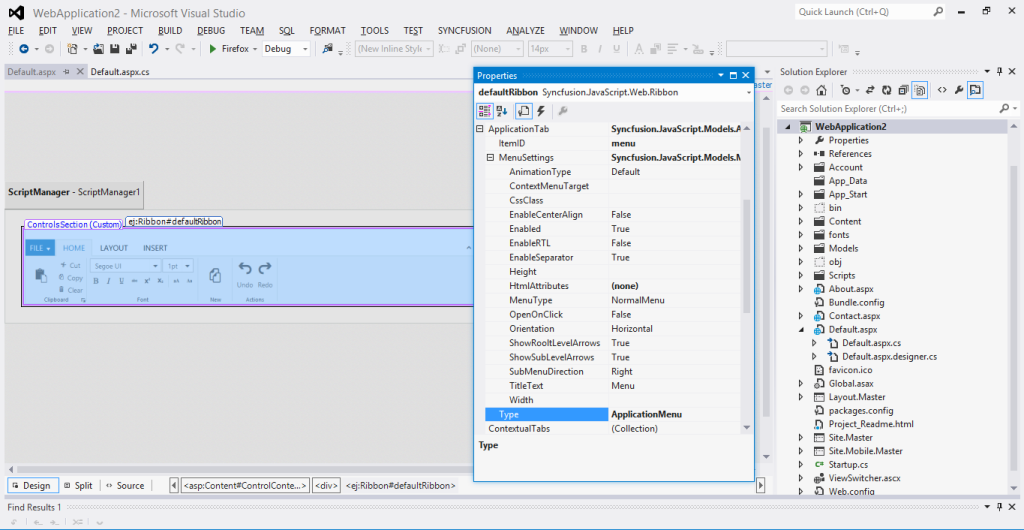 WebApplication2 - Microsoft Visual Studio
Quick Launch (Ctrl+Q)
FILE EDIT VIEW PROJECT BUILD DEBUG TEAM SQL FORMAT TOOLS TEST SYNCFUSION ANALYZE WINDOW HELP
Firefox Debug (New Inline Style (None) 14px B I U
Default.aspx Default.aspx.cs
ScriptManager - ScriptManager1
ControlsSection (Custom) ej:Ribbon#defaultRibbon
FILE HOME LAYOUT INSERT
Cut Segoe UI 1pt
Copy B I U
Clear New Undo Redo
Clipboard Font New Actions
Properties
defaultRibbon Syncfusion.JavaScript.Web.Ribbon
ApplicationTab Syncfusion.JavaScript.Models.A
ItemID menu
MenuSettings Syncfusion.JavaScript.Models.M
AnimationType Default
ContextMenuTarget
CssClass
EnableCenterAlign False
Enabled True
EnableRTL False
EnableSeparator True
Height
HtmlAttributes (none)
MenuType NormalMenu
OpenOnClick False
Orientation Horizontal
ShowRooltLevelArrows True
ShowSubLevelArrows True
SubMenuDirection Right
TitleText Menu
Width
Type ApplicationMenu
ContextualTabs (Collection)
Type
aster
Solution Explorer
Search Solution Explorer (Ctrl+;)
WebApplication2
Properties
References
Account
App_Data
App_Start
bin
Content
fonts
Models
obj
Scripts
About.aspx
Bundle.config
Contact.aspx
Default.aspx
Default.aspx.cs
Default.aspx.designer.cs
favicon.ico
Global.asax
Layout.Master
packages.config
Project_Readme.html
Site.Master
Site.Mobile.Master
Startup.cs
ViewSwitcher.ascx
Web.config
Design Split Source <asp:Content#ControlConte...> <div> <ej:Ribbon#defaultRibbon>
Find Results 1